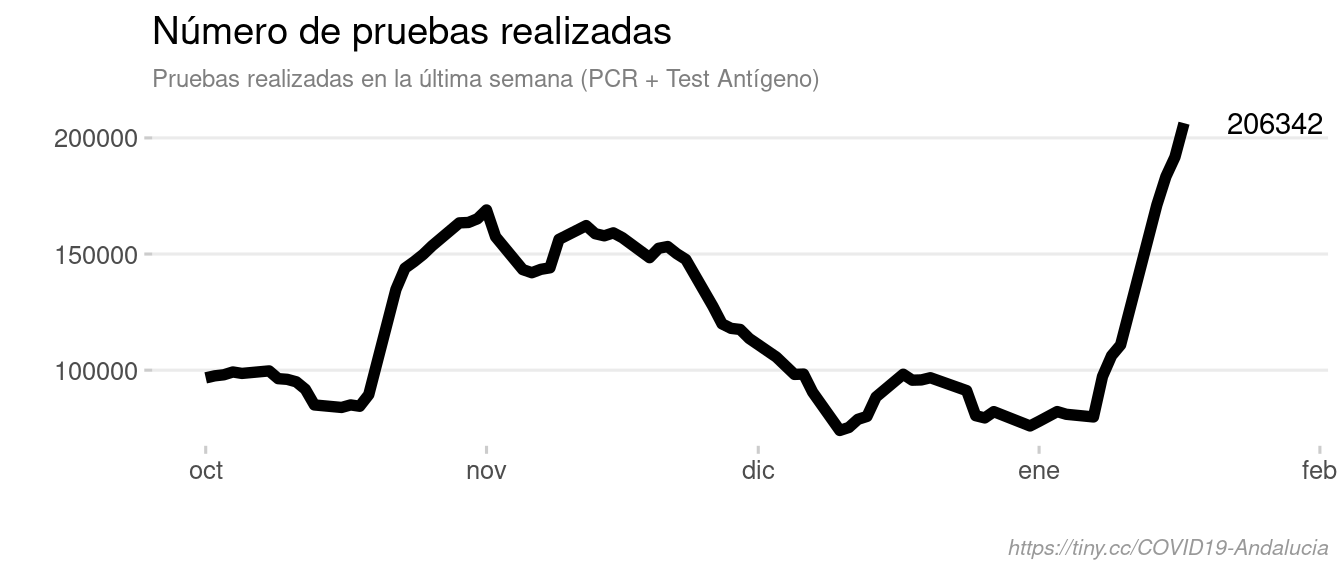 Número de pruebas realizadas
Pruebas realizadas en la última semana (PCR + Test Antígeno)
206342
200000
150000
100000
oct nov dic ene feb
https://tiny.cc/COVID19-Andalucia